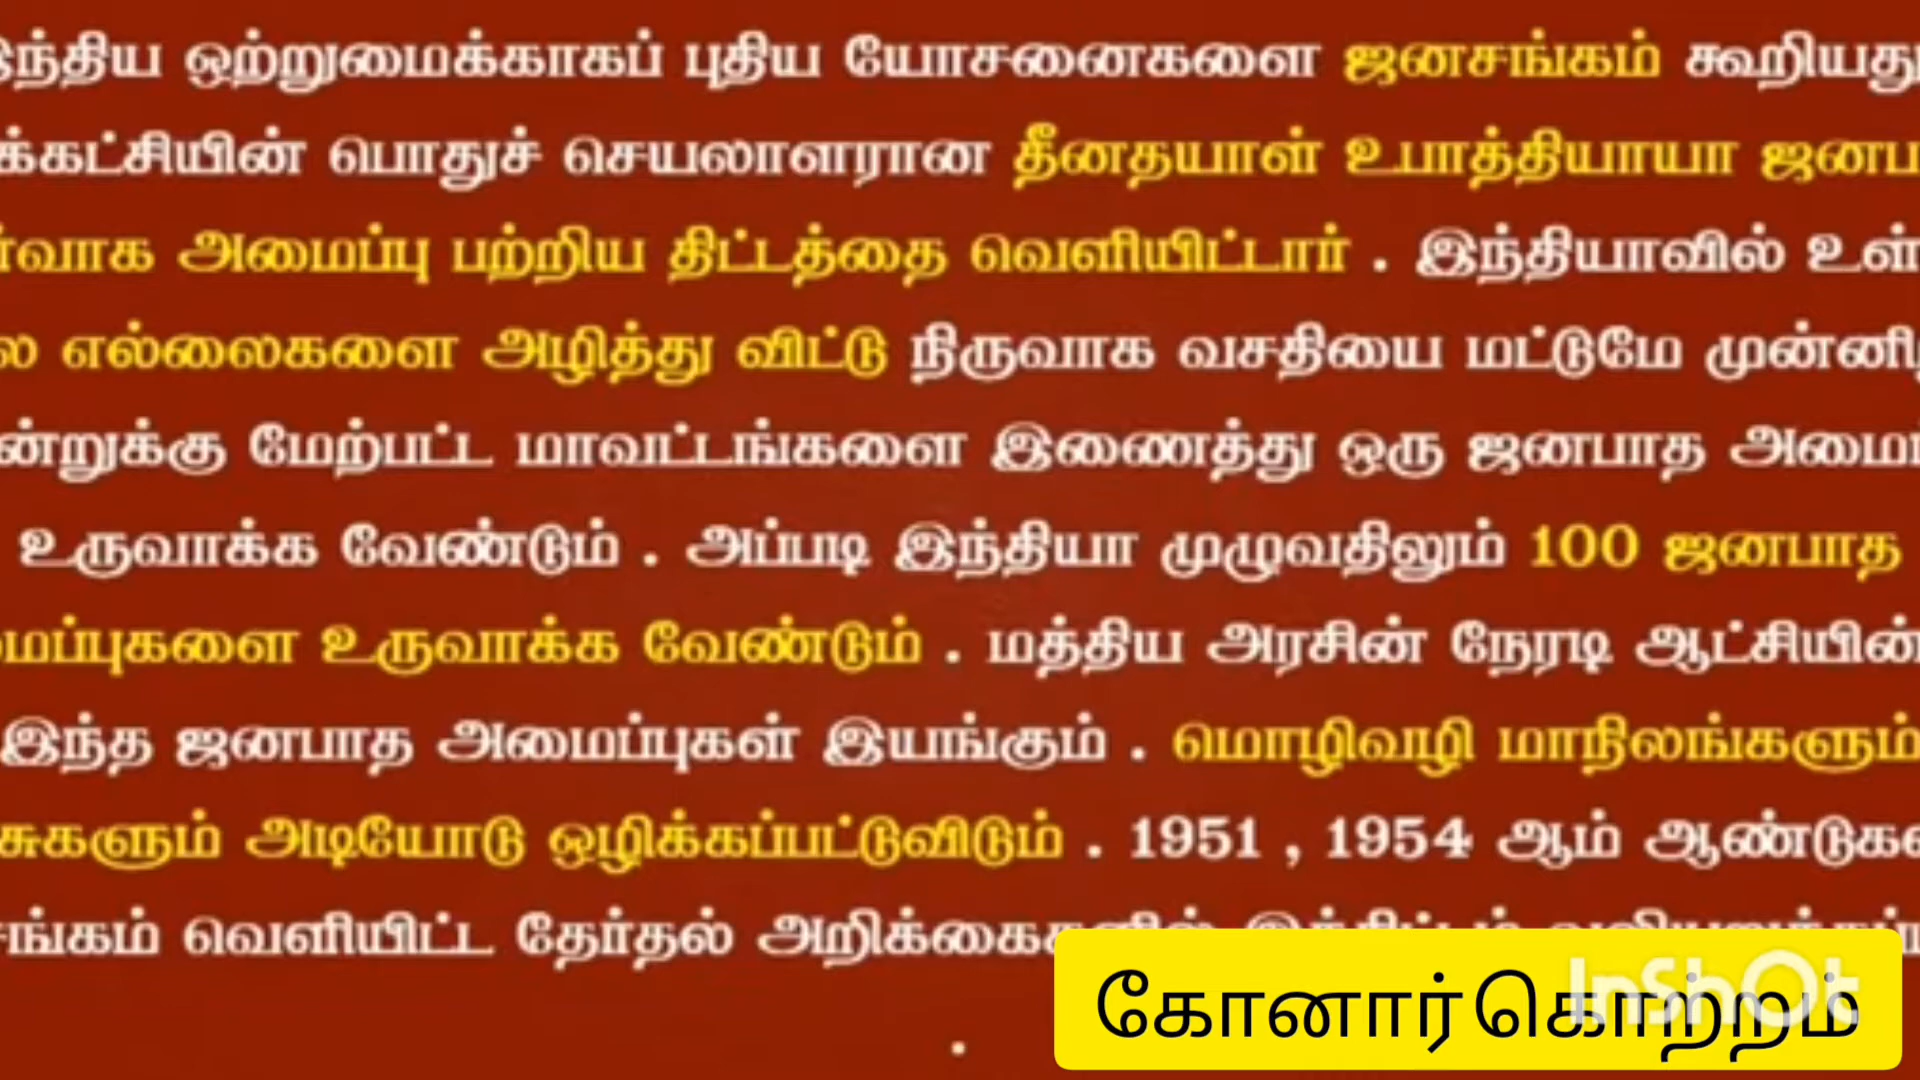 இந்திய ஒற்றுமைக்காகப் புதிய யோசனைகளை ஜனசங்கம் கூறியது
க்கட்சியின் பொதுச் செயலாளரான தீனதயாள் உபாத்தியாயா ஜனப
வாக அமைப்பு பற்றிய திட்டத்தை வெளியிட்டார் . இந்தியாவில் உள்
ல எல்லைகளை அழித்து விட்டு நிருவாக வசதியை மட்டுமே
ன்றுக்கு மேற்பட்ட மாவட்டங்களை இணைத்து ஒரு ஜனபாத அமை
உருவாக்க வேண்டும் . அப்படி இந்தியா முழுவதிலும் 100 ஜனபாத
மைப்புகளை உருவாக்க வேண்டும் . மத்திய அரசின் நேரடி ஆட்சியின்
இந்த ஜனபாத அமைப்புகள் இயங்கும் . மொழிவழி மாநிலங்களும்
சுகளும் அடியோடு ஒழிக்கப்பட்டுவிடும் . 1951 , 1954 ஆம்
சங்கம் வெளியிட்ட தேர்தல்
.
கோனார் கொற்றம்
InShOt